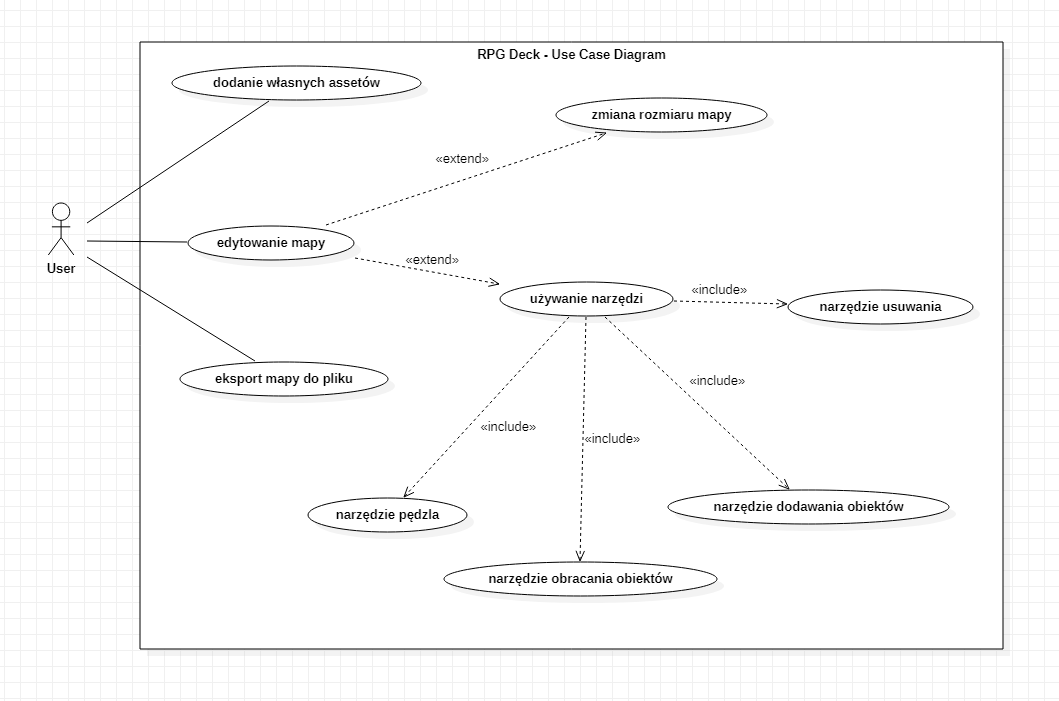 RPG Deck - Use Case Diagram
dodanie własnych assetów
zmiana rozmiaru mapy
«extend»
User
edytowanie mapy
«extend»
używanie narzędzi
«include»
narzędzie usuwania
eksport mapy do pliku
«include»
«include»
«include»
narzędzie pędzla
narzędzie dodawania obiektów
narzędzie obracania obiektów